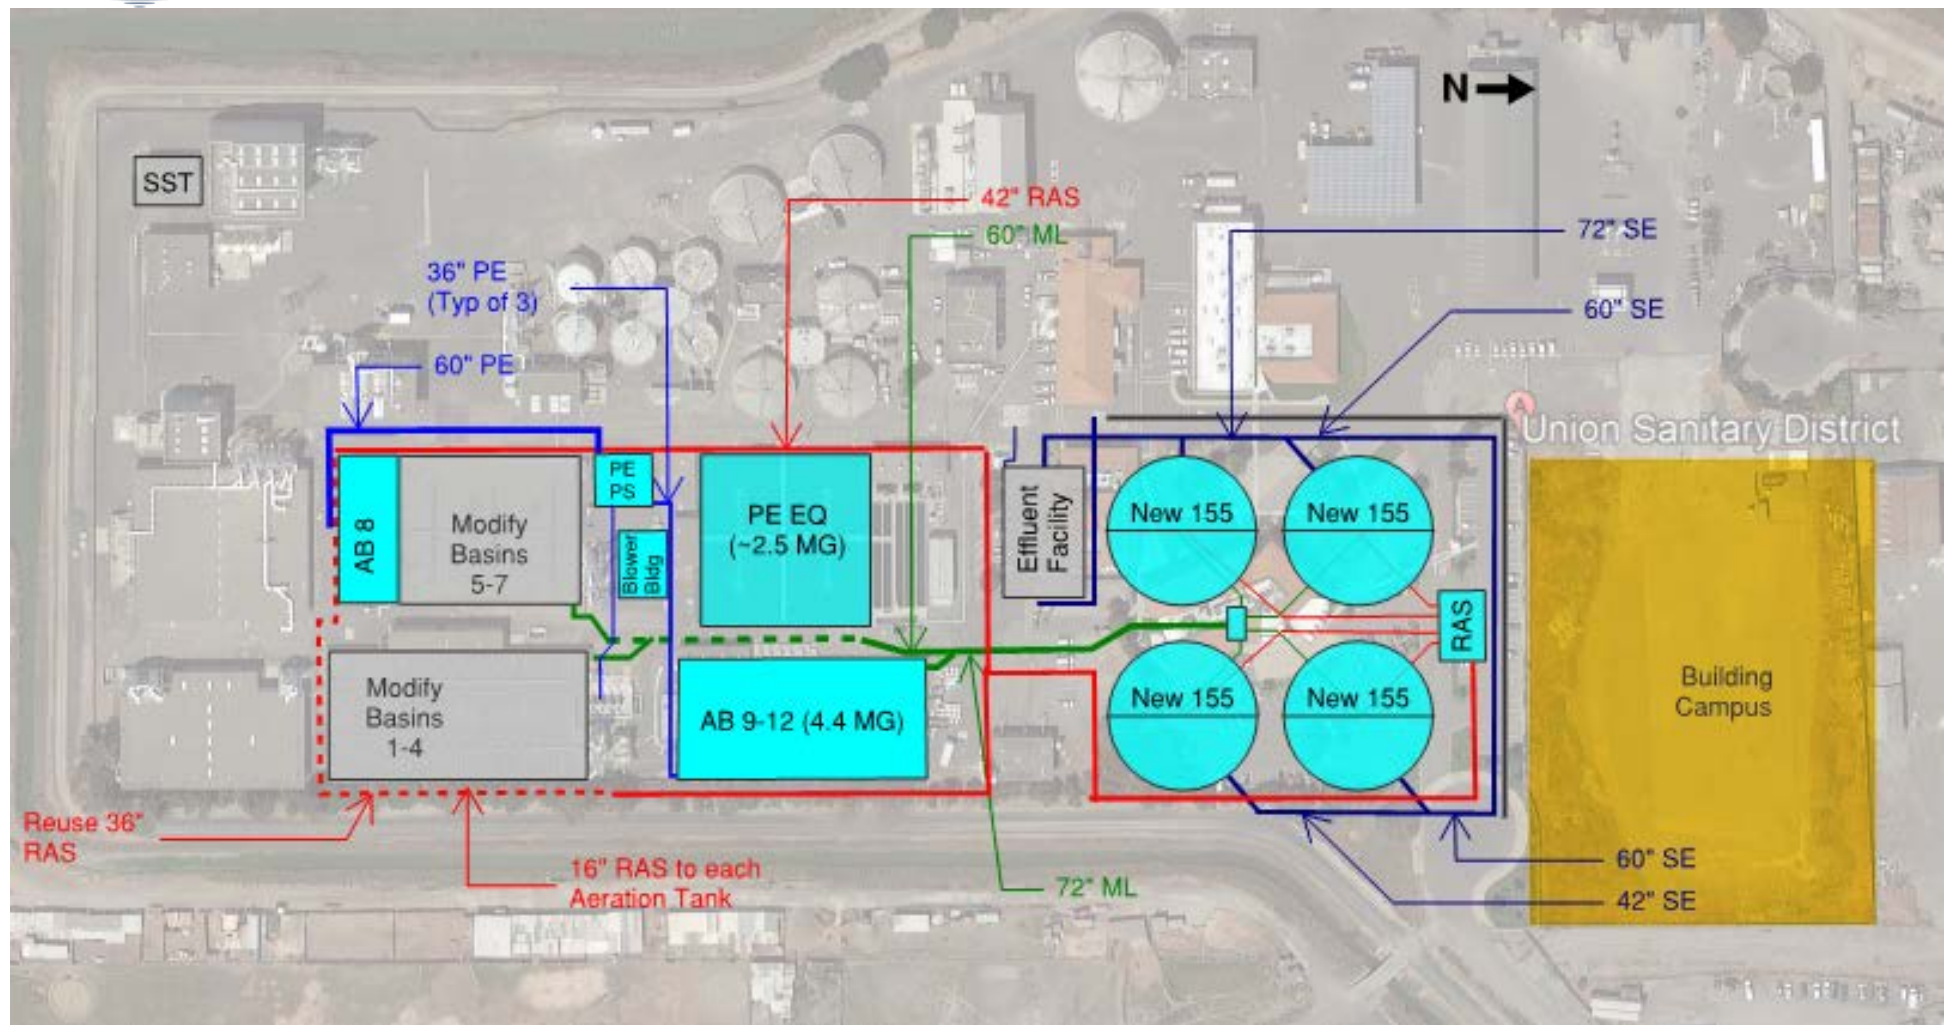 N
SST
42" RAS
60" ML
72" SE
36" PE
(Typ of 3)
60" SE
60" PE
A
Union Sanitary District
AB 8
Modify
Basins
5-7
PE
PS
Blower
Bldg
PE EQ
(~2.5 MG)
Effluent
Facility
New 155
New 155
RAS
Modify
Basins
1-4
AB 9-12 (4.4 MG)
New 155
New 155
Building
Campus
Reuse 36"
RAS
16" RAS to each
Aeration Tank
72" ML
60" SE
42" SE